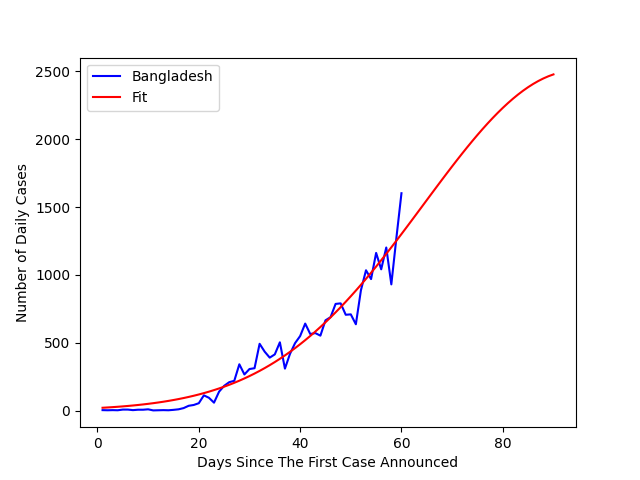 Bangladesh
Fit
2500
2000
1500
1000
500
0
Number of Daily Cases
0 20 40 60 80
Days Since The First Case Announced